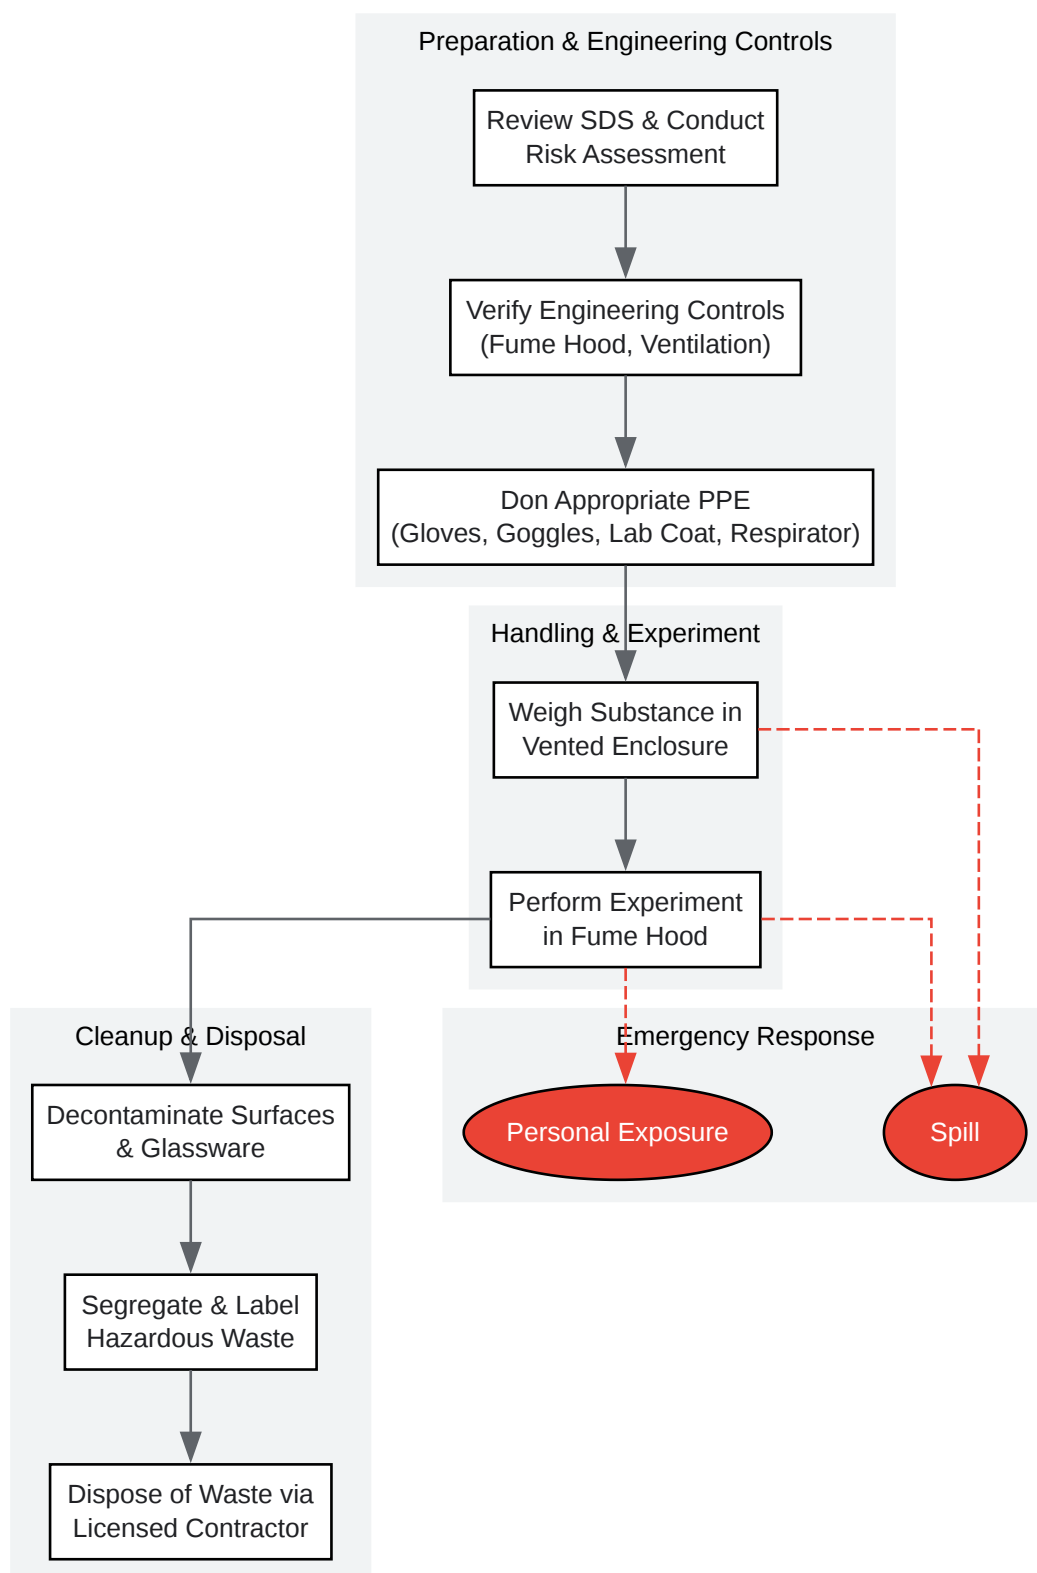 Preparation & Engineering Controls
Review SDS & Conduct
Risk Assessment
Verify Engineering Controls
(Fume Hood, Ventilation)
Don Appropriate PPE
(Gloves, Goggles, Lab Coat, Respirator)
Handling & Experiment
Weigh Substance in
Vented Enclosure
Perform Experiment
in Fume Hood
Cleanup & Disposal
Decontaminate Surfaces
& Glassware
Segregate & Label
Hazardous Waste
Dispose of Waste via
Licensed Contractor
Emergency Response
Personal Exposure
Spill